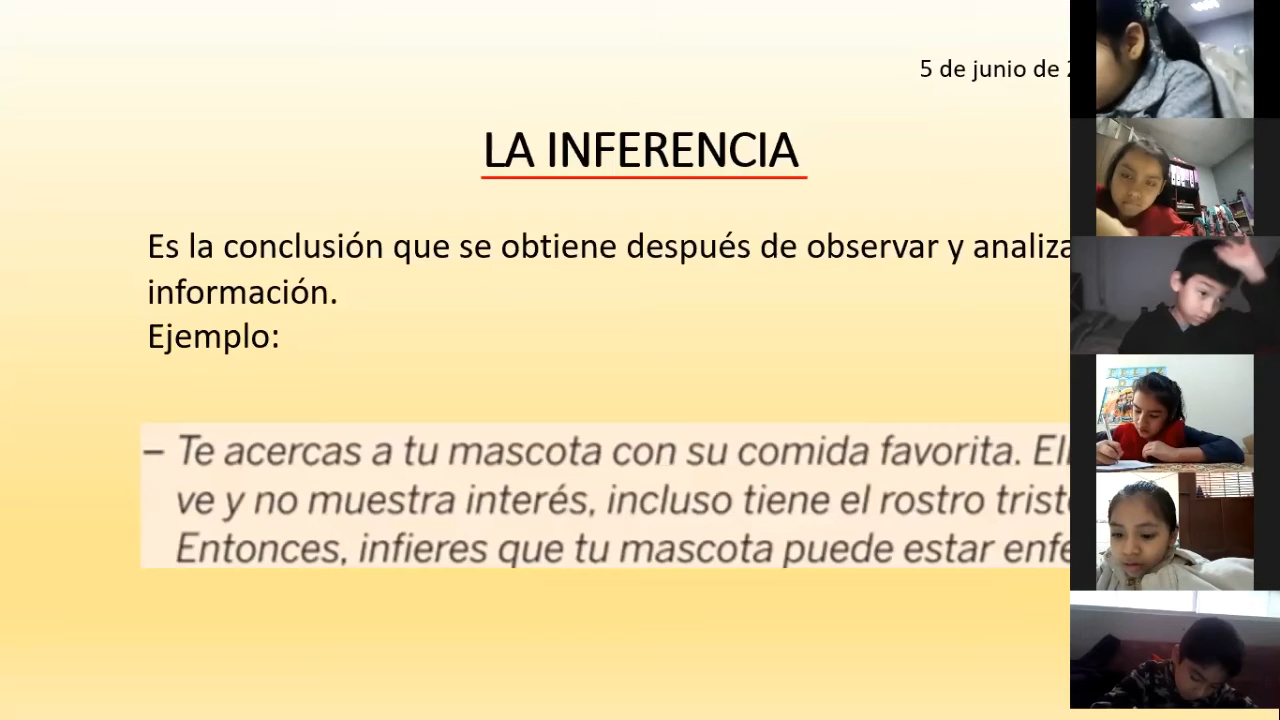 5 de junio de
LA INFERENCIA
Es la conclusión que se obtiene después de observar y analiza
información.
Ejemplo:
– Te acercas a tu mascota con su comida favorita.
ve y no muestra interés, incluso tiene el rostro trist
Entonces, infieres que tu mascota puede estar enfe